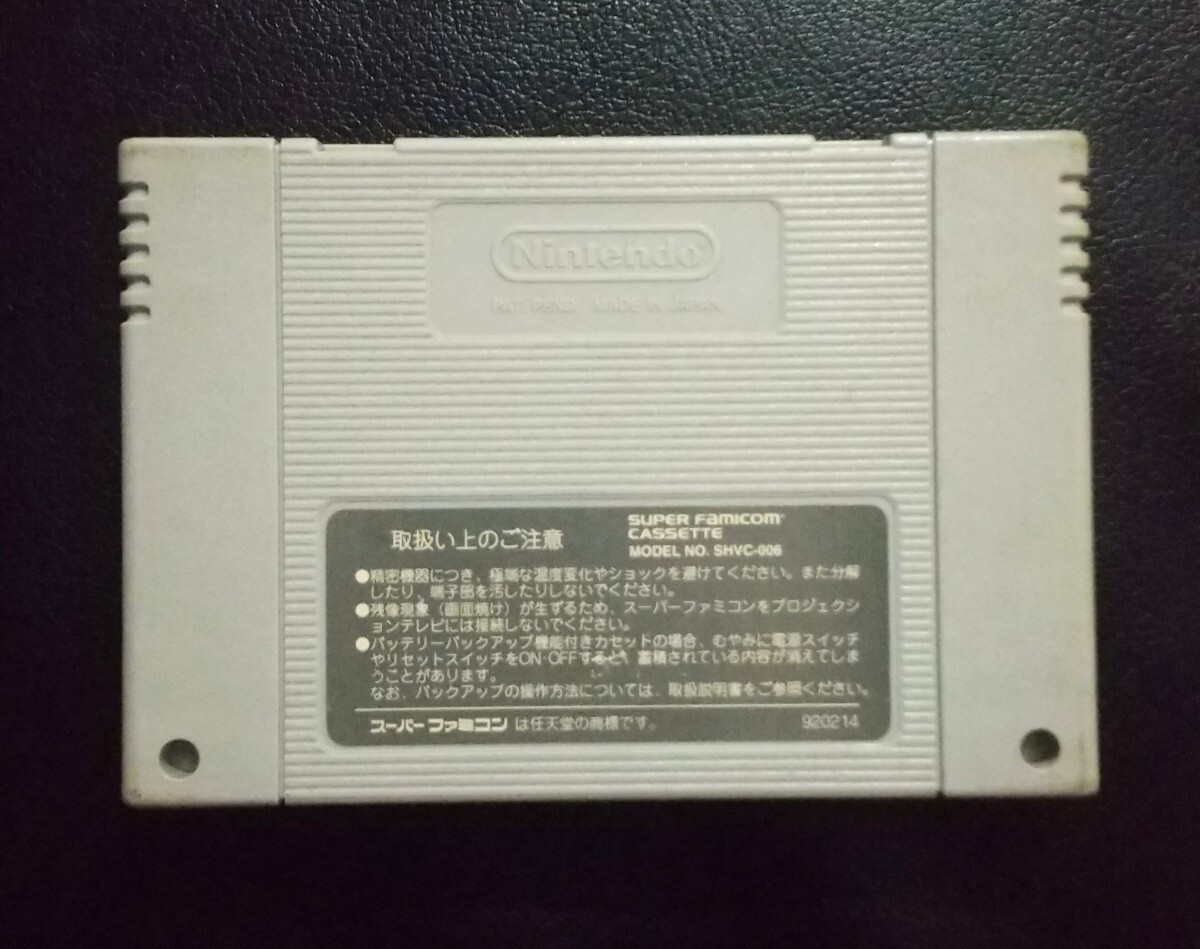 Nintendo
PAT. PEND. / MADE IN JAPAN
取扱い上のご注意
SUPER FAMICOM
CASSETTE
MODEL NO. SHVC-006
●精密機器につき、極端な温度変化やショックを避けてください。また分解
したり、端子部を汚したりしないでください。
●残像現象（画面焼け）が生ずるため、スーパーファミコンをプロジェクシ
ョンテレビには接続しないでください。
●バッテリーバックアップ機能付きカセットの場合、むやみに電源スイッチ
やリセットスイッチをON・OFFすると、蓄積されている内容が消えてしま
うことがあります。
なお、バックアップの操作方法については、取扱説明書をご参照ください。
スーパーファミコンは任天堂の商標です。
920214